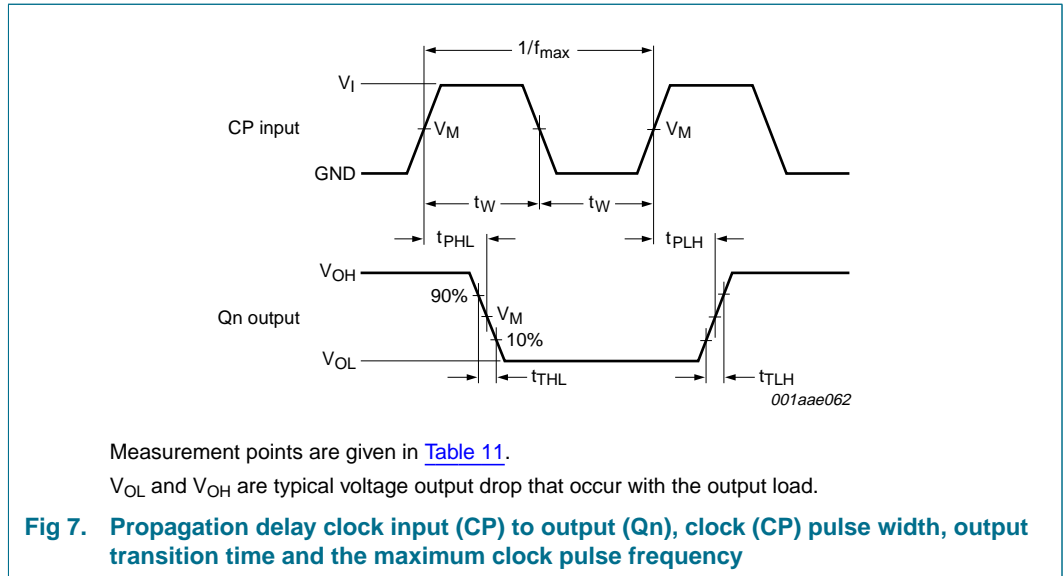 1/fmax
VI
CP input
VM
VM
GND
tW
tW
tPHL
tPLH
VOH
90%
Qn output
VM
10%
VOL
tTHL
tTLH
001aae062
Measurement points are given in Table 11.
VOL and VOH are typical voltage output drop that occur with the output load.
Fig 7. Propagation delay clock input (CP) to output (Qn), clock (CP) pulse width, output
transition time and the maximum clock pulse frequency